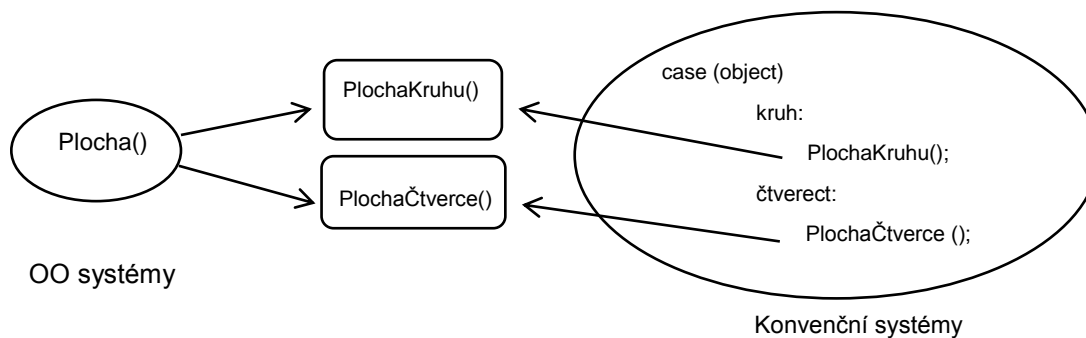 Plocha()
OO systémy
PlochaKruhu()
PlochaČtverce()
case (object)
kruh:
PlochaKruhu();
čtverect:
PlochaČtverce ();
Konvenční systémy